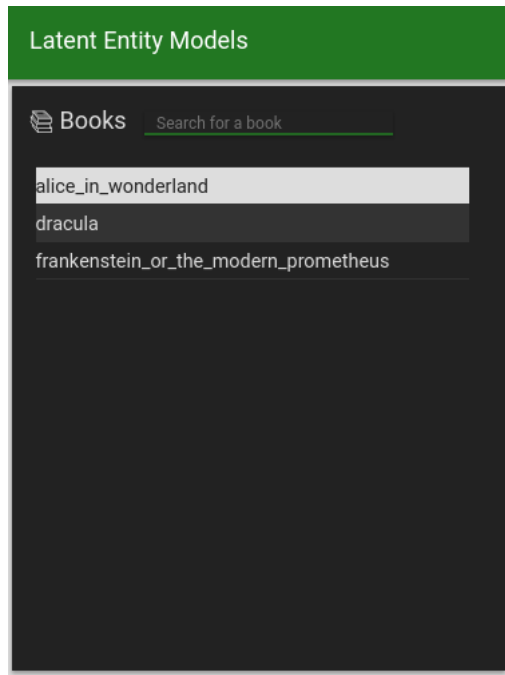 Latent Entity Models
Books Search for a book
alice_in_wonderland
dracula
frankenstein_or_the_modern_prometheus